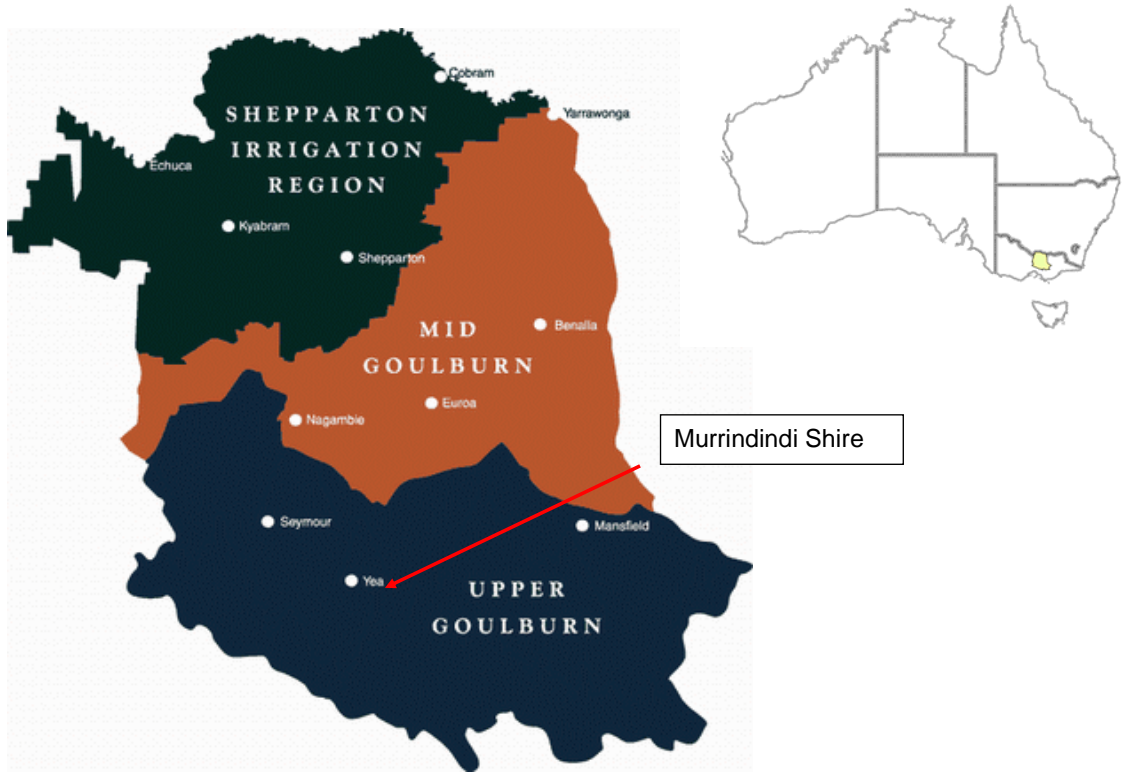 Cobram
SHEPPARTON
IRRIGATION
REGION
Yarrawonga
Echuca
Kyabram
Shepparton
MID
GOULBURN
Benalla
Euroa
Nagambie
Murrindindi Shire
Seymour
Mansfield
Yea
UPPER
GOULBURN